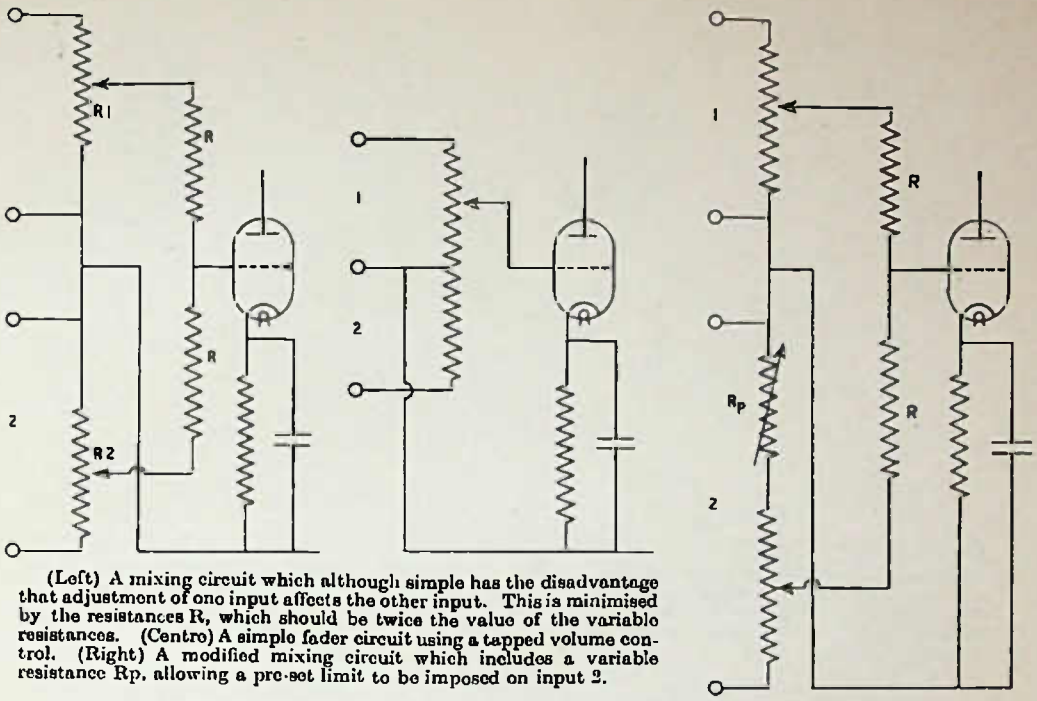 R1
R
R
2
R2
1
2
1
R
Rp
R
2
(Left) A mixing circuit which although simple has the disadvantage
that adjustment of one input affects the other input. This is minimised
by the resistances R, which should be twice the value of the variable
resistances. (Centre) A simple fader circuit using a tapped volume con-
trol. (Right) A modified mixing circuit which includes a variable
resistance Rp, allowing a pre-set limit to be imposed on input 2.